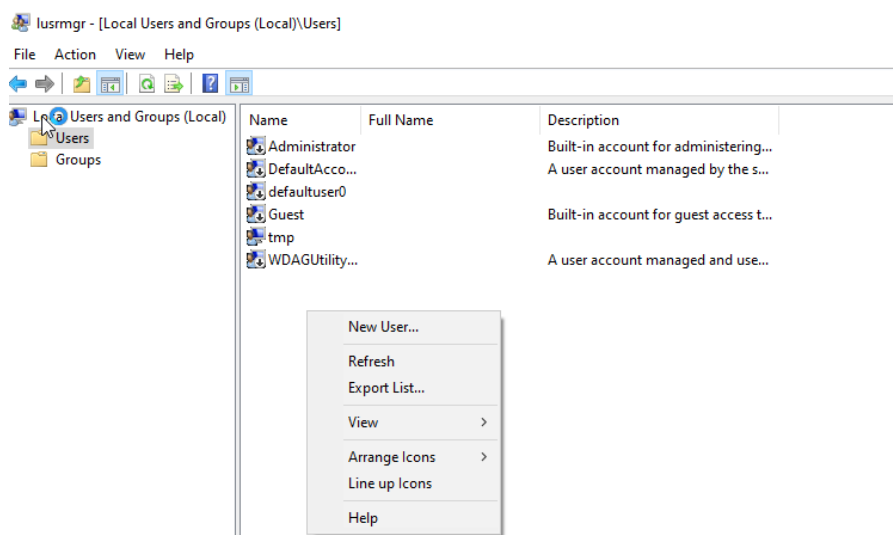 lusrmgr - [Local Users and Groups (Local)\Users]
File Action View Help
Users and Groups (Local)
Users
Groups
Name Full Name Description
Administrator Built-in account for administering...
DefaultAcco... A user account managed by the s...
defaultuser0
Guest Built-in account for guest access t...
tmp
WDAGUtility... A user account managed and use...
New User...
Refresh
Export List...
View
Arrange Icons
Line up Icons
Help